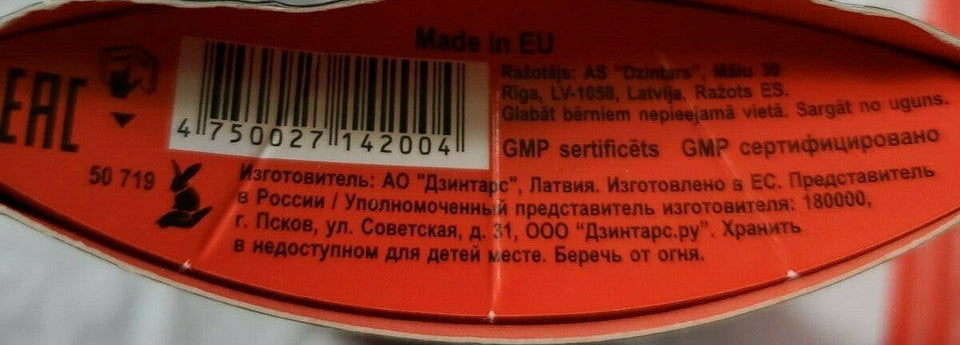 Made in EU
EAC
4 750027 142004
50 719
Ražotājs: AS "Dzintars", Mālu 30
Rīga, LV-1058, Latvija. Ražots ES.
Glabāt bērniem nepieejamā vietā. Sargāt no uguns.
GMP sertificēts GMP сертифицировано
Изготовитель: АО "Дзинтарс", Латвия. Изготовлено в ЕС. Представитель
в России / Уполномоченный представитель изготовителя: 180000,
г. Псков, ул. Советская, д. 31, ООО "Дзинтарс.ру". Хранить
в недоступном для детей месте. Беречь от огня.